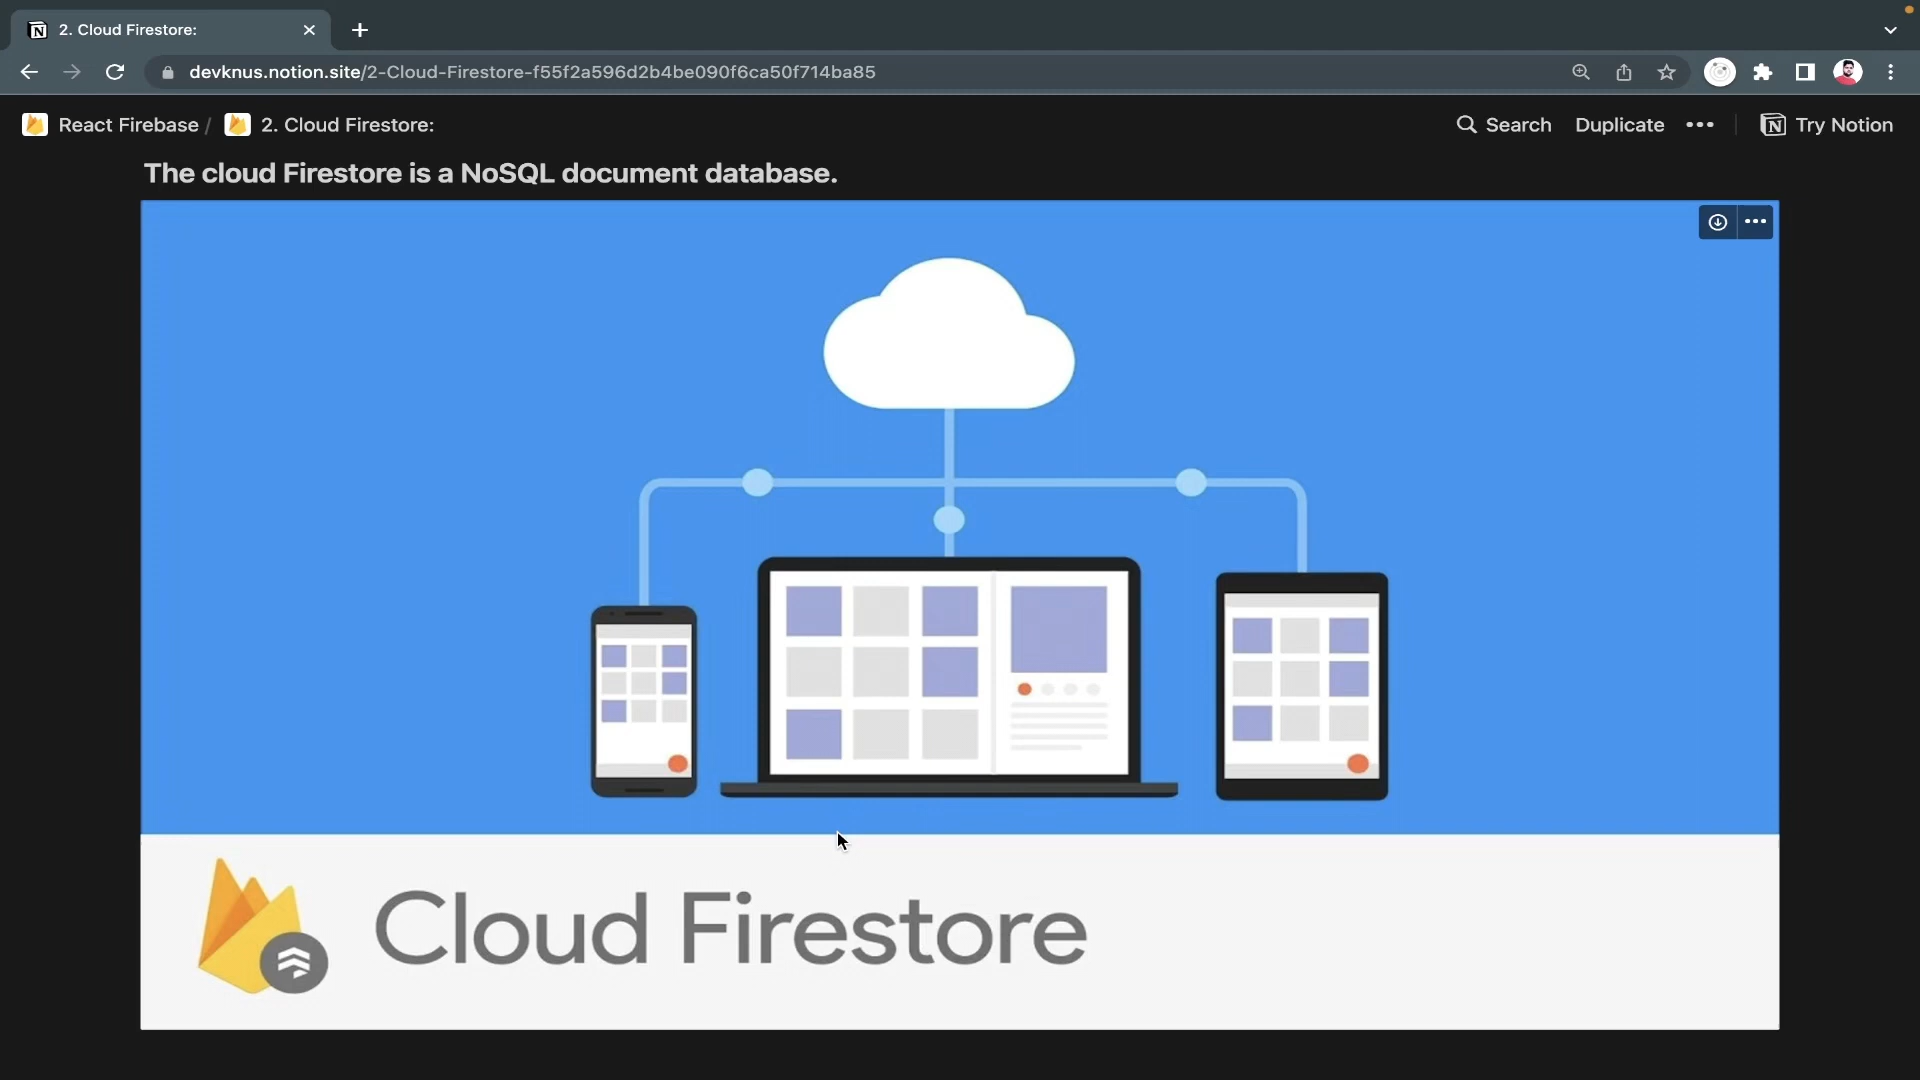 2. Cloud Firestore:
devknus.notion.site/2-Cloud-Firestore-f55f2a596d2b4be090f6ca50f714ba85
React Firebase / 2. Cloud Firestore:
Search Duplicate Try Notion
The cloud Firestore is a NoSQL document database.
Cloud Firestore